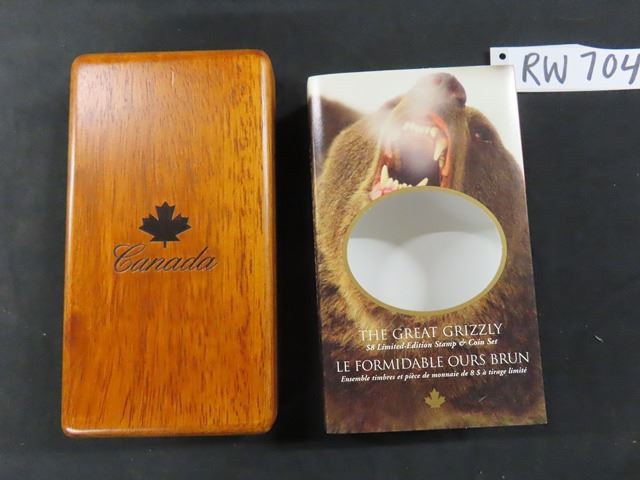 RW 704
Canada
THE GREAT GRIZZLY
$8 Limited-Edition Stamp & Coin Set
LE FORMIDABLE OURS BRUN
Ensemble timbres et pièce de monnaie de 8 $ à tirage limité